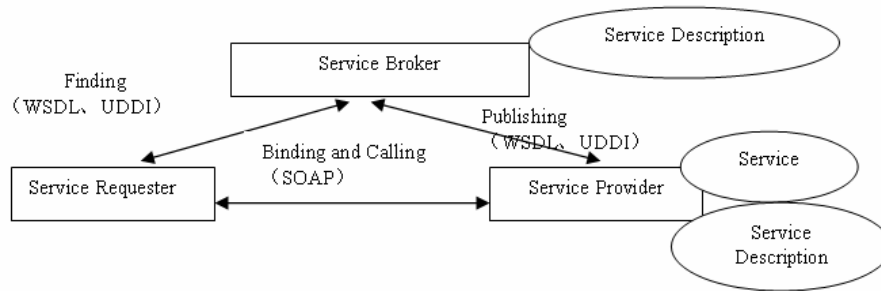 Service Description
Service Broker
Finding
（WSDL、UDDI）
Publishing
（WSDL、UDDI）
Binding and Calling
（SOAP）
Service
Service Requester
Service Provider
Service
Description